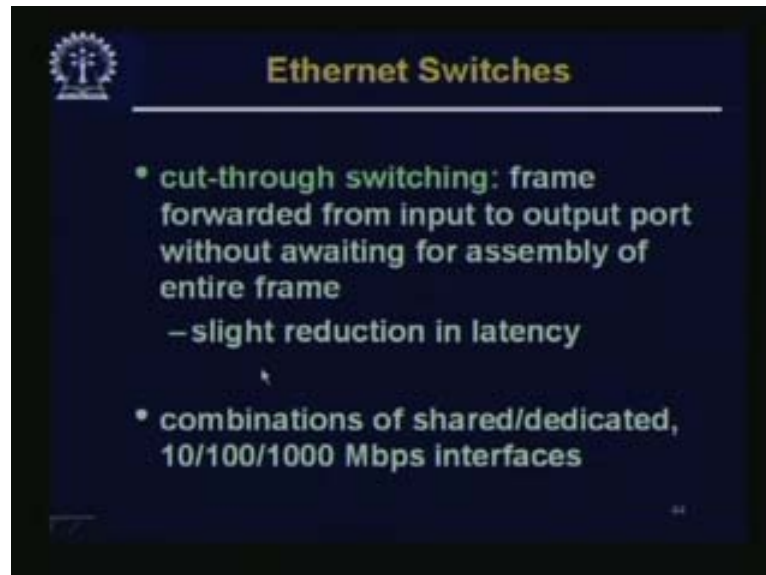 Ethernet Switches
• cut-through switching: frame
forwarded from input to output port
without awaiting for assembly of
entire frame
– slight reduction in latency
• combinations of shared/dedicated,
10/100/1000 Mbps interfaces